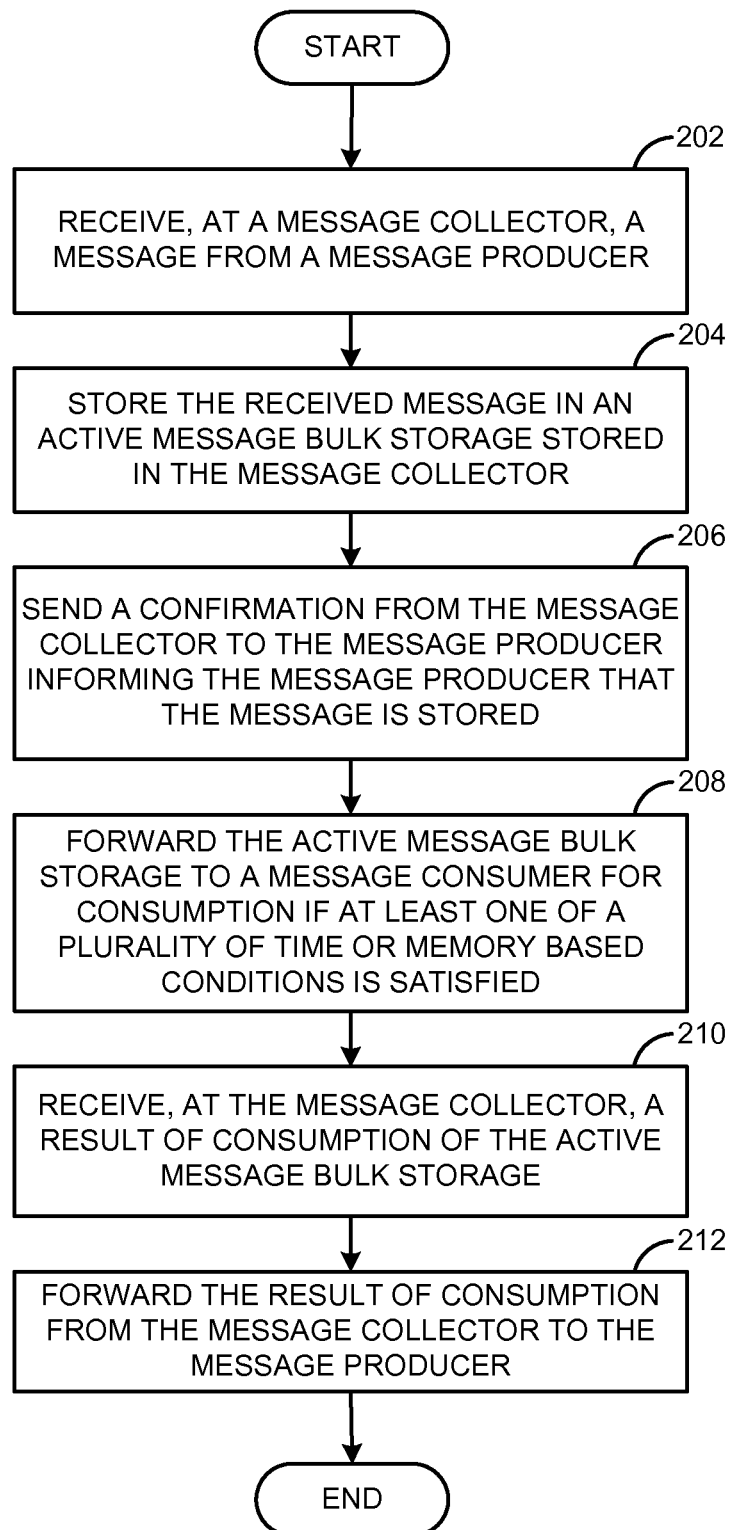 START
202
RECEIVE, AT A MESSAGE COLLECTOR, A
MESSAGE FROM A MESSAGE PRODUCER
204
STORE THE RECEIVED MESSAGE IN AN
ACTIVE MESSAGE BULK STORAGE STORED
IN THE MESSAGE COLLECTOR
206
SEND A CONFIRMATION FROM THE MESSAGE
COLLECTOR TO THE MESSAGE PRODUCER
INFORMING THE MESSAGE PRODUCER THAT
THE MESSAGE IS STORED
208
FORWARD THE ACTIVE MESSAGE BULK
STORAGE TO A MESSAGE CONSUMER FOR
CONSUMPTION IF AT LEAST ONE OF A
PLURALITY OF TIME OR MEMORY BASED
CONDITIONS IS SATISFIED
210
RECEIVE, AT THE MESSAGE COLLECTOR, A
RESULT OF CONSUMPTION OF THE ACTIVE
MESSAGE BULK STORAGE
212
FORWARD THE RESULT OF CONSUMPTION
FROM THE MESSAGE COLLECTOR TO THE
MESSAGE PRODUCER
END